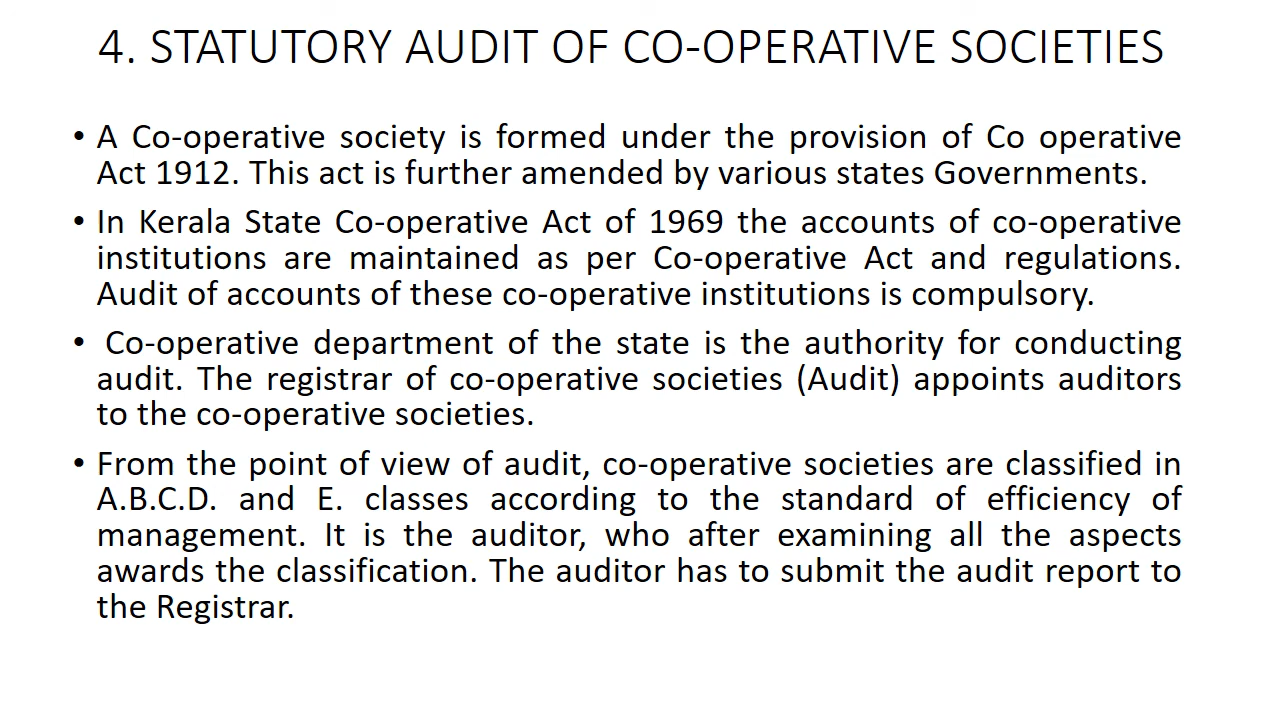 4. STATUTORY AUDIT OF CO-OPERATIVE SOCIETIES
• A Co-operative society is formed under the provision of Co operative
Act 1912. This act is further amended by various states Governments.
• In Kerala State Co-operative Act of 1969 the accounts of co-operative
institutions are maintained as per Co-operative Act and regulations.
Audit of accounts of these co-operative institutions is compulsory.
• Co-operative department of the state is the authority for conducting
audit. The registrar of co-operative societies (Audit) appoints auditors
to the co-operative societies.
• From the point of view of audit, co-operative societies are classified in
A.B.C.D. and E. classes according to the standard of efficiency of
management. It is the auditor, who after examining all the aspects
awards the classification. The auditor has to submit the audit report to
the Registrar.